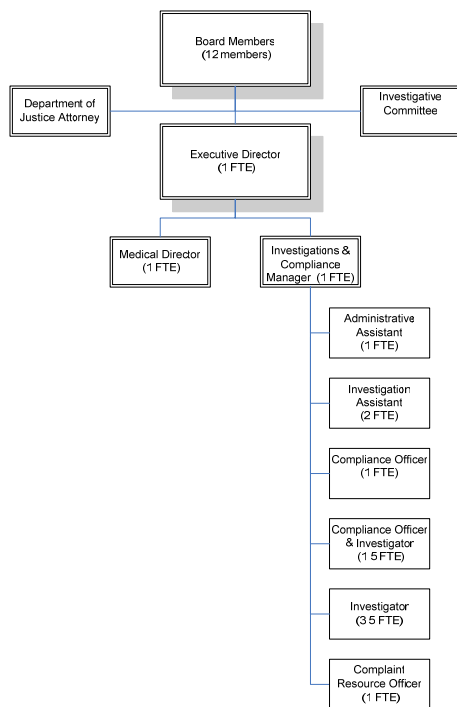 Board Members
(12 members)
Department of
Justice Attorney
Investigative
Committee
Executive Director
(1 FTE)
Medical Director
(1 FTE)
Investigations &
Compliance
Manager (1 FTE)
Administrative
Assistant
(1 FTE)
Investigation
Assistant
(2 FTE)
Compliance Officer
(1 FTE)
Compliance Officer
& Investigator
(1 5 FTE)
Investigator
(3 5 FTE)
Complaint
Resource Officer
(1 FTE)